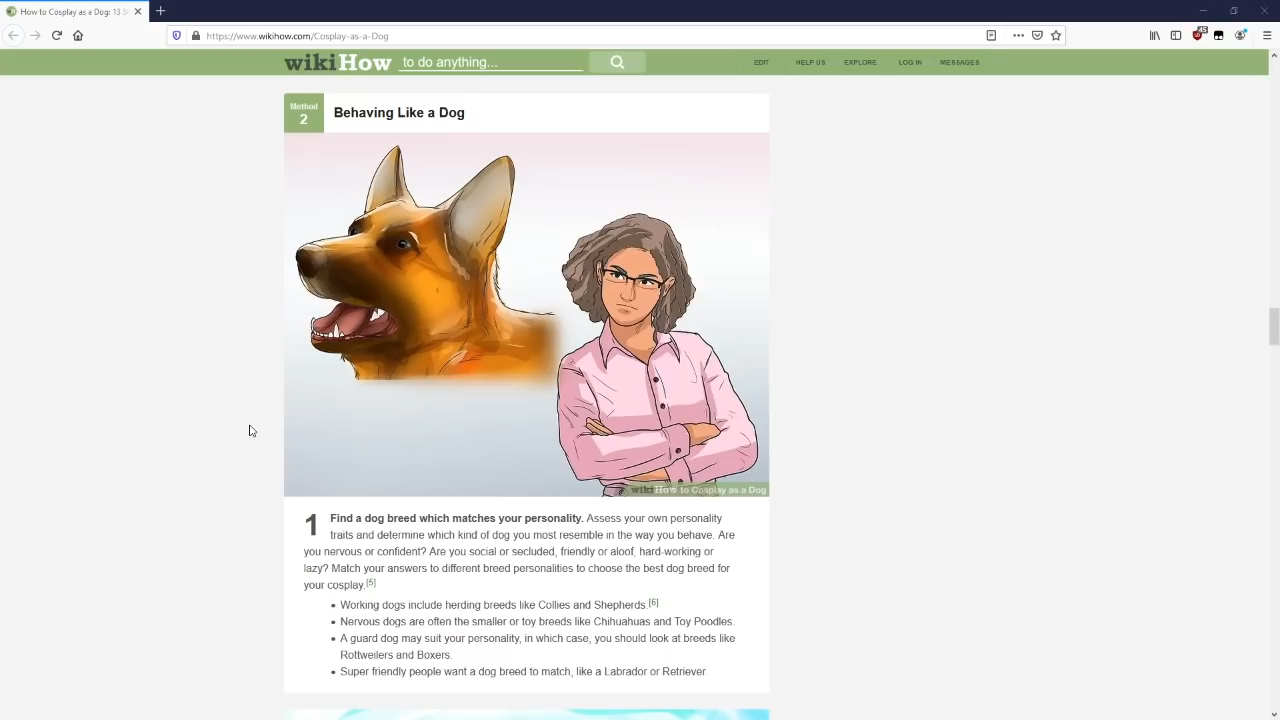 How to Cosplay as a Dog: 13 St
https://www.wikihow.com/Cosplay-as-a-Dog
wikiHow to do anything... EDIT HELP US EXPLORE LOG IN MESSAGES
Method
2
Behaving Like a Dog
wikiHow to Cosplay as a Dog
1 Find a dog breed which matches your personality. Assess your own personality
traits and determine which kind of dog you most resemble in the way you behave. Are
you nervous or confident? Are you social or secluded, friendly or aloof, hard-working or
lazy? Match your answers to different breed personalities to choose the best dog breed for
your cosplay.[5]
• Working dogs include herding breeds like Collies and Shepherds.[6]
• Nervous dogs are often the smaller or toy breeds like Chihuahuas and Toy Poodles.
• A guard dog may suit your personality, in which case, you should look at breeds like
Rottweilers and Boxers.
• Super friendly people want a dog breed to match, like a Labrador or Retriever.